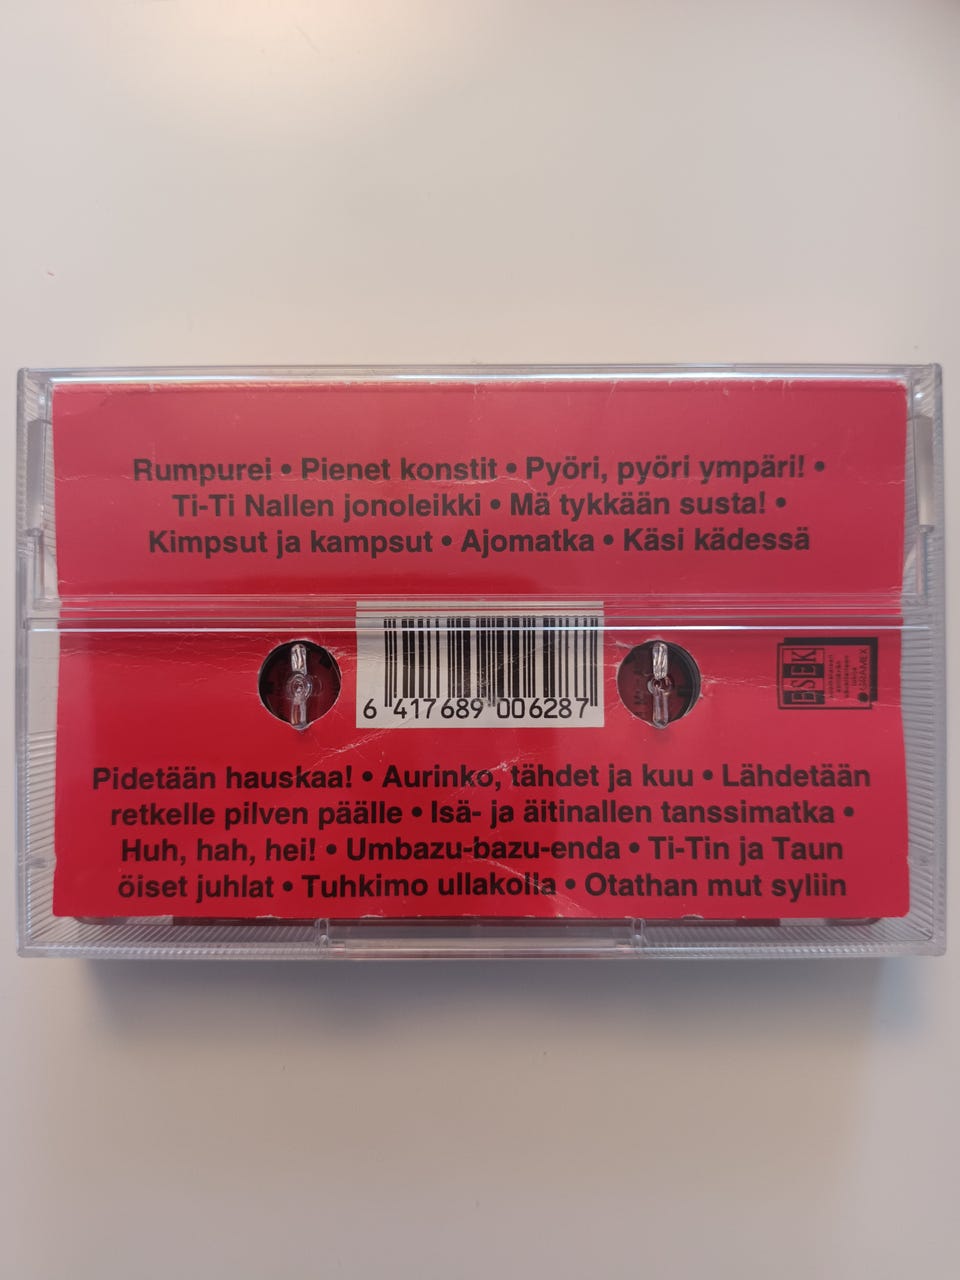 Rumpurei • Pienet konstit • Pyöri, pyöri ympäri! •
Ti-Ti Nallen jonoleikki • Mä tykkään susta! •
Kimpsut ja kampsut • Ajomatka • Käsi kädessä
6 417689 006287
ESEK
GRAMEX
Pidetään hauskaa! • Aurinko, tähdet ja kuu • Lähdetään
retkelle pilven päälle • Isä- ja äitinallen tanssimatka •
Huh, hah, hei! • Umbazu-bazu-enda • Ti-Tin ja Taun
öiset juhlat • Tuhkimo ullakolla • Otathan mut syliin